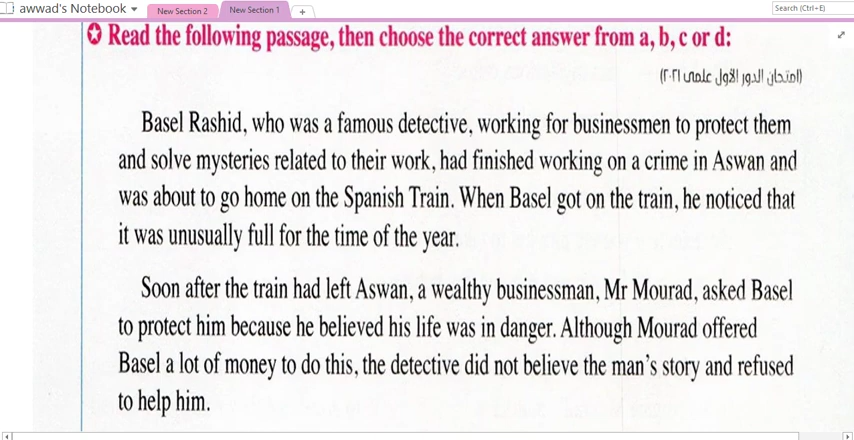 awwad's Notebook
New Section 2
New Section 1
+
Search (Ctrl+E)
Read the following passage, then choose the correct answer from a, b, c or d:
(امتحان الدور الأول علمى ٢٠٢١)
Basel Rashid, who was a famous detective, working for businessmen to protect them
and solve mysteries related to their work, had finished working on a crime in Aswan and
was about to go home on the Spanish Train. When Basel got on the train, he noticed that
it was unusually full for the time of the year.
Soon after the train had left Aswan, a wealthy businessman, Mr Mourad, asked Basel
to protect him because he believed his life was in danger. Although Mourad offered
Basel a lot of money to do this, the detective did not believe the man's story and refused
to help him.